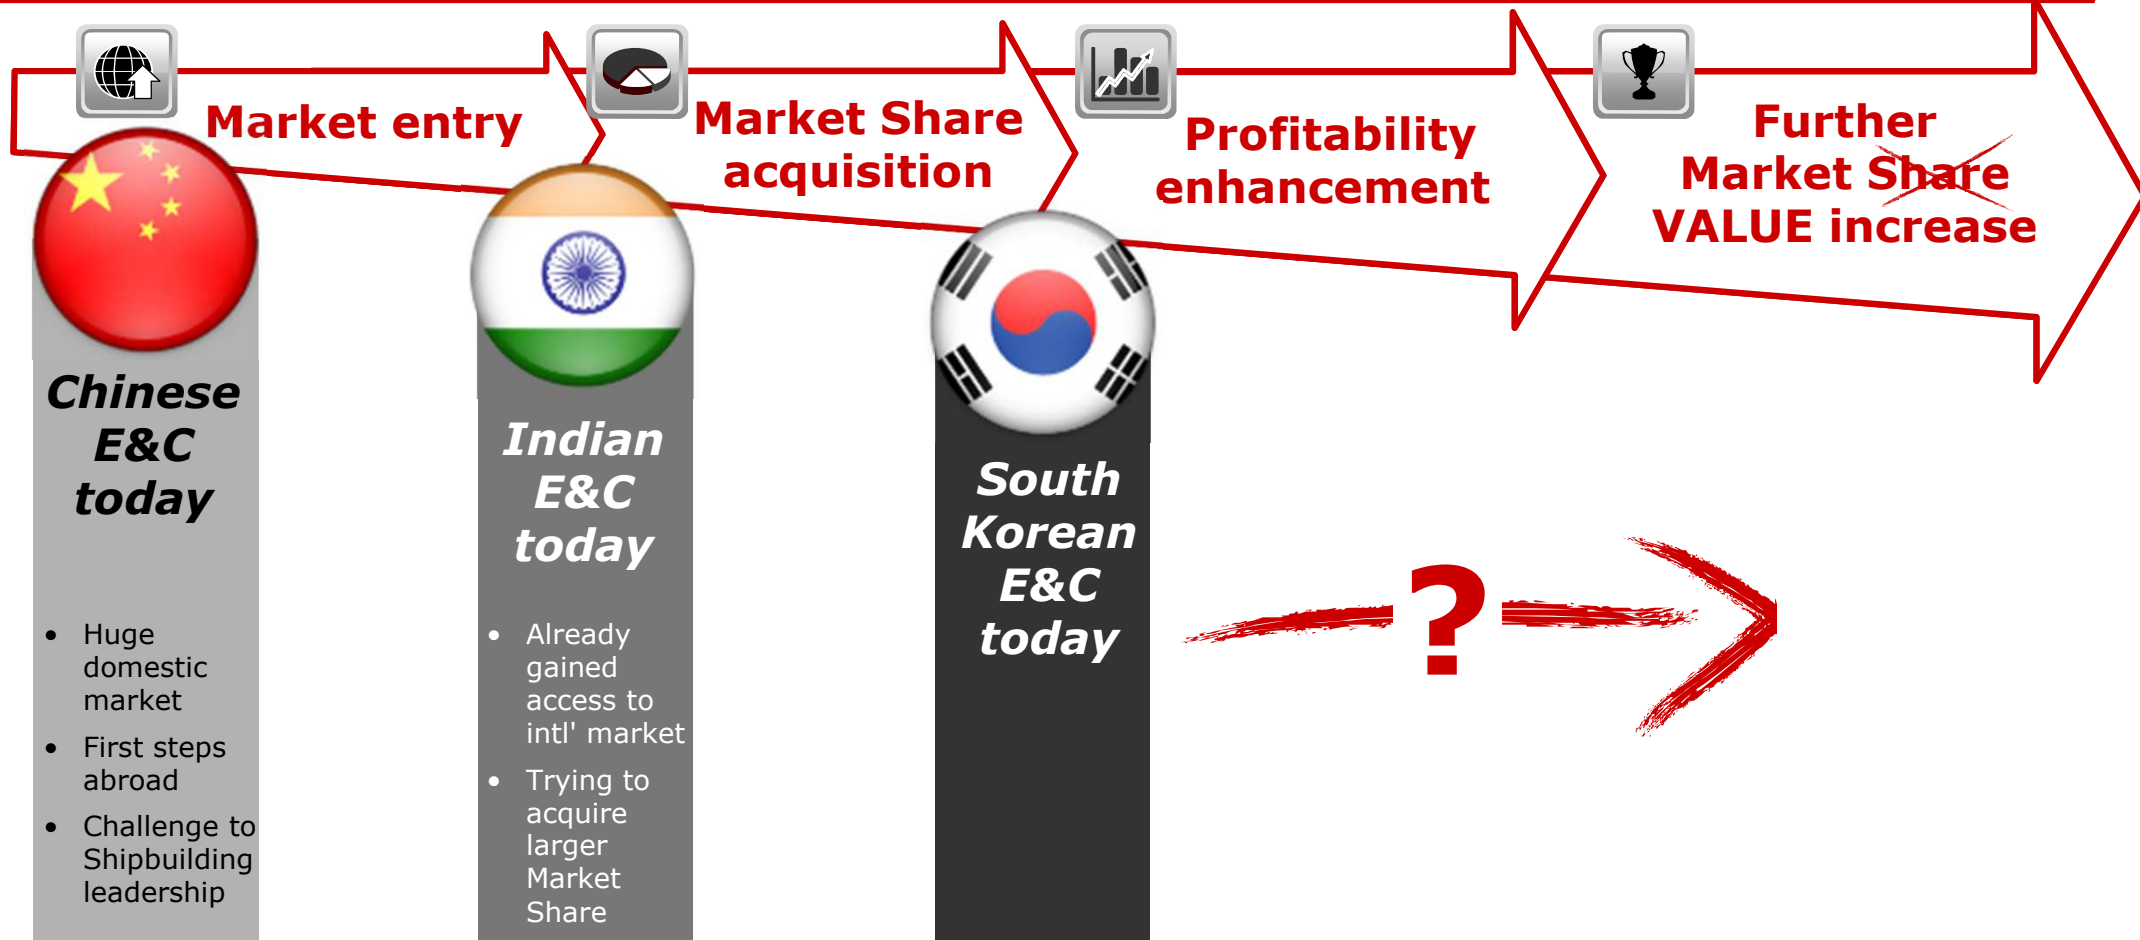 Market entry
Market Share
acquisition
Profitability
enhancement
Further
Market Share
VALUE increase
Chinese
E&C
today
• Huge
domestic
market
• First steps
abroad
• Challenge to
Shipbuilding
leadership
Indian
E&C
today
• Already
gained
access to
intl' market
• Trying to
acquire
larger
Market
Share
South
Korean
E&C
today
?